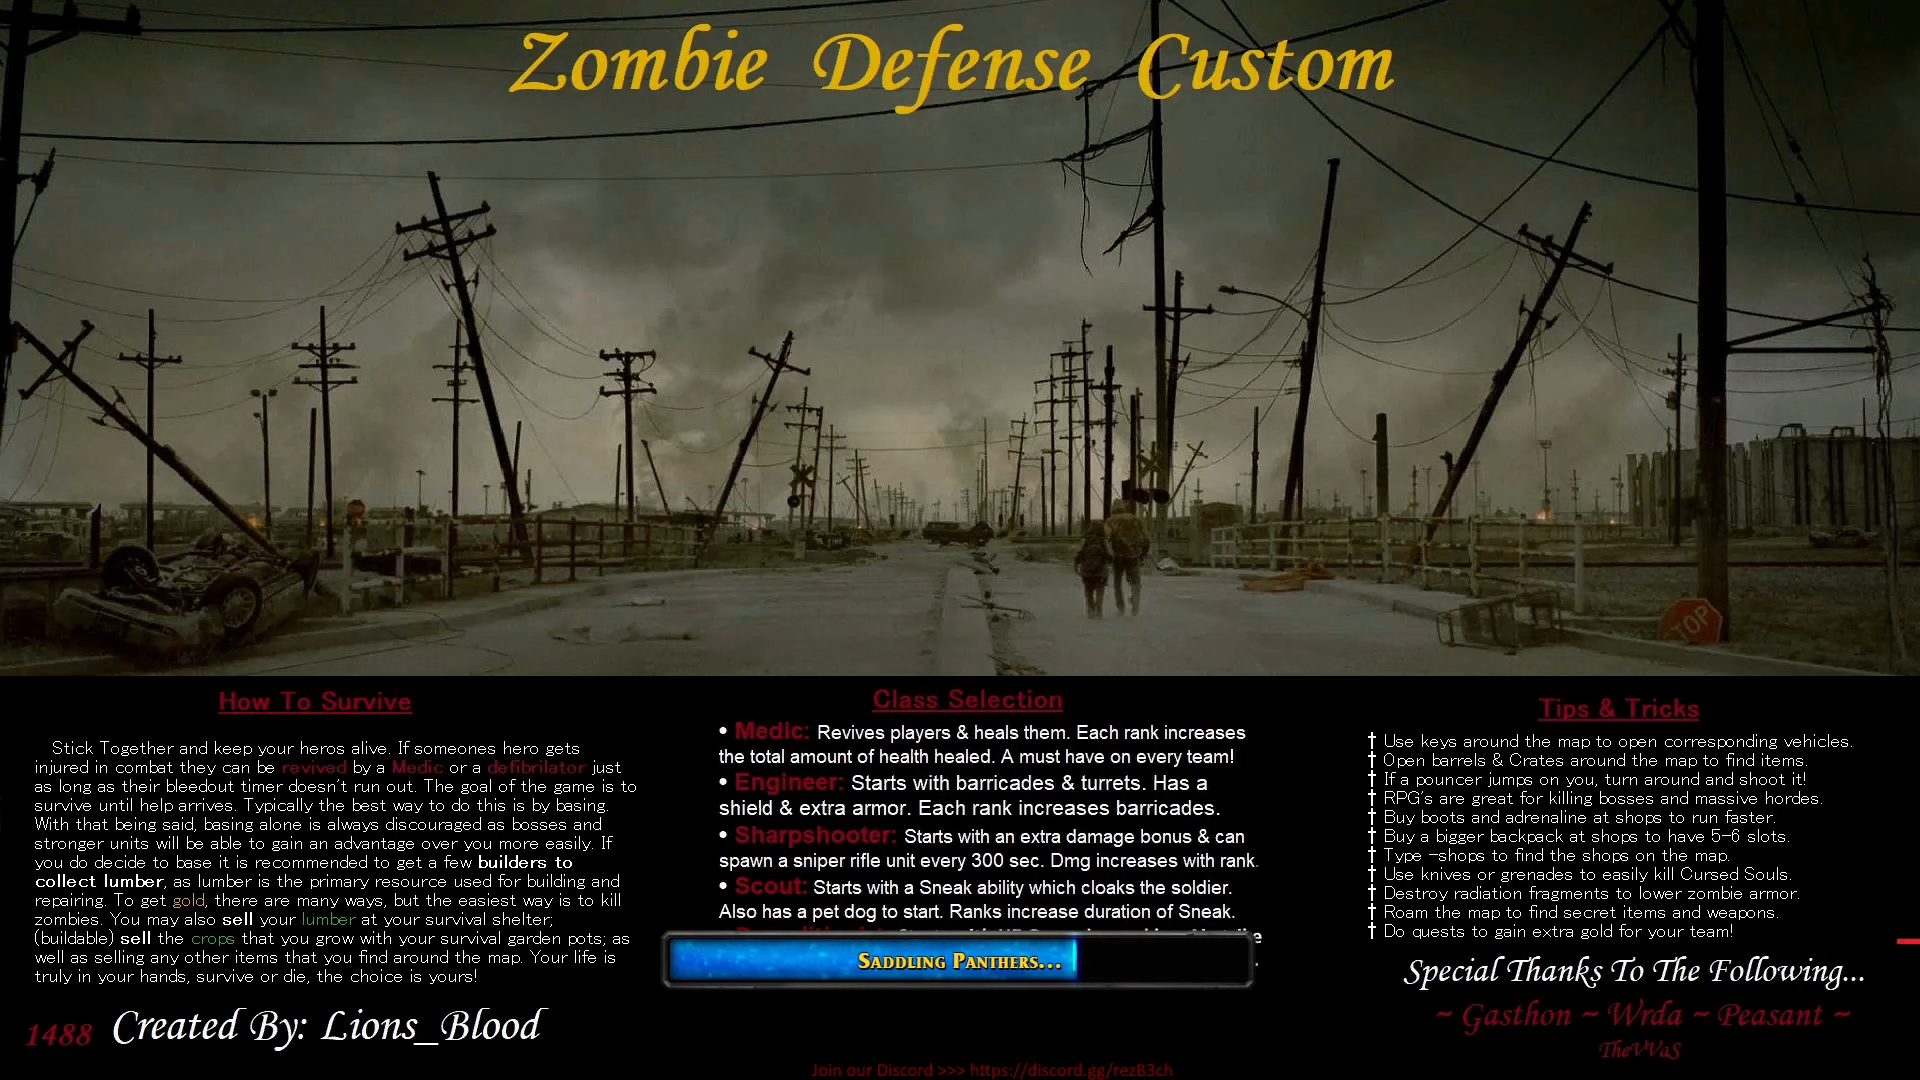 Zombie Defense Custom
How To Survive
Stick Together and keep your heros alive. If someones hero gets
injured in combat they can be revived by a Medic or a defibrilator just
as long as their bleedout timer doesn't run out. The goal of the game is to
survive until help arrives. Typically the best way to do this is by basing.
With that being said, basing alone is always discouraged as bosses and
stronger units will be able to gain an advantage over you more easily. If
you do decide to base it is recommended to get a few builders to
collect lumber, as lumber is the primary resource used for building and
repairing. To get gold, there are many ways, but the easiest way is to kill
zombies. You may also sell your lumber at your survival shelter;
(buildable) sell the crops that you grow with your survival garden pots; as
well as selling any other items that you find around the map. Your life is
truly in your hands, survive or die, the choice is yours!
1488 Created By: Lions_Blood
Class Selection
• Medic: Revives players & heals them. Each rank increases
the total amount of health healed. A must have on every team!
• Engineer: Starts with barricades & turrets. Has a
shield & extra armor. Each rank increases barricades.
• Sharpshooter: Starts with an extra damage bonus & can
spawn a sniper rifle unit every 300 sec. Dmg increases with rank.
• Scout: Starts with a Sneak ability which cloaks the soldier.
Also has a pet dog to start. Ranks increase duration of Sneak.
Saddling Panthers...
Tips & Tricks
† Use keys around the map to open corresponding vehicles.
† Open barrels & Crates around the map to find items.
† If a pouncer jumps on you, turn around and shoot it!
† RPG's are great for killing bosses and massive hordes.
† Buy boots and adrenaline at shops to run faster.
† Buy a bigger backpack at shops to have 5-6 slots.
† Type -shops to find the shops on the map.
† Use knives or grenades to easily kill Cursed Souls.
† Destroy radiation fragments to lower zombie armor.
† Roam the map to find secret items and weapons.
† Do quests to gain extra gold for your team!
Special Thanks To The Following...
~ Gasthon ~ Wrda ~ Peasant ~
TheVVaS
Join our Discord >>> https://discord.gg/rezB3ch
TOP